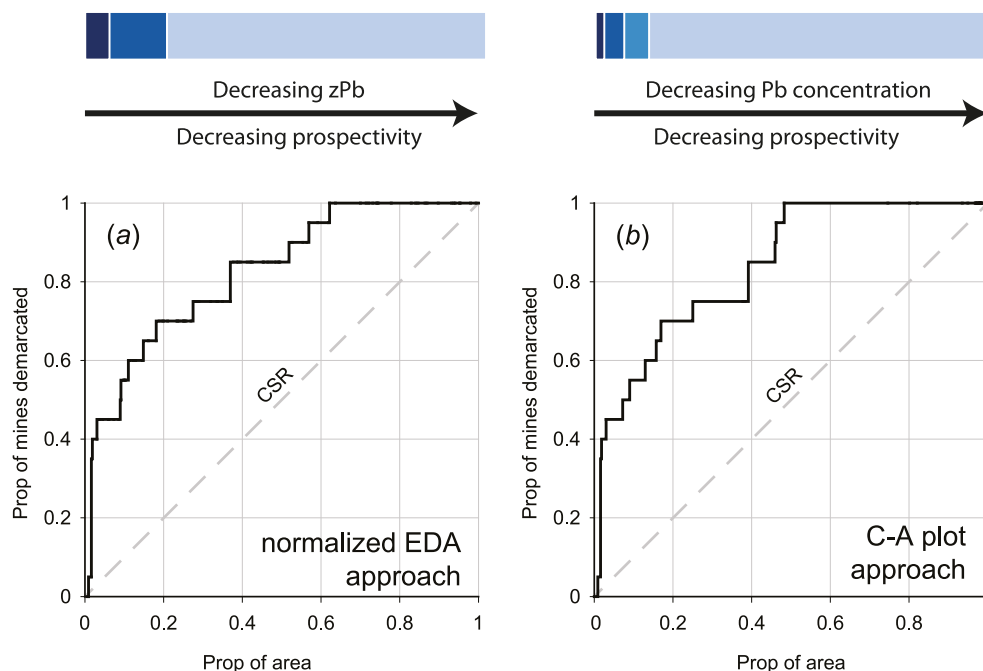 Decreasing zPb
Decreasing prospectivity
Decreasing Pb concentration
Decreasing prospectivity
(a)
1
0.8
0.6
0.4
0.2
0
Prop of mines demarcated
CSR
normalized EDA
approach
0 0.2 0.4 0.6 0.8 1
Prop of area
(b)
1
0.8
0.6
0.4
0.2
0
Prop of mines demarcated
CSR
C-A plot
approach
0 0.2 0.4 0.6 0.8
Prop of area